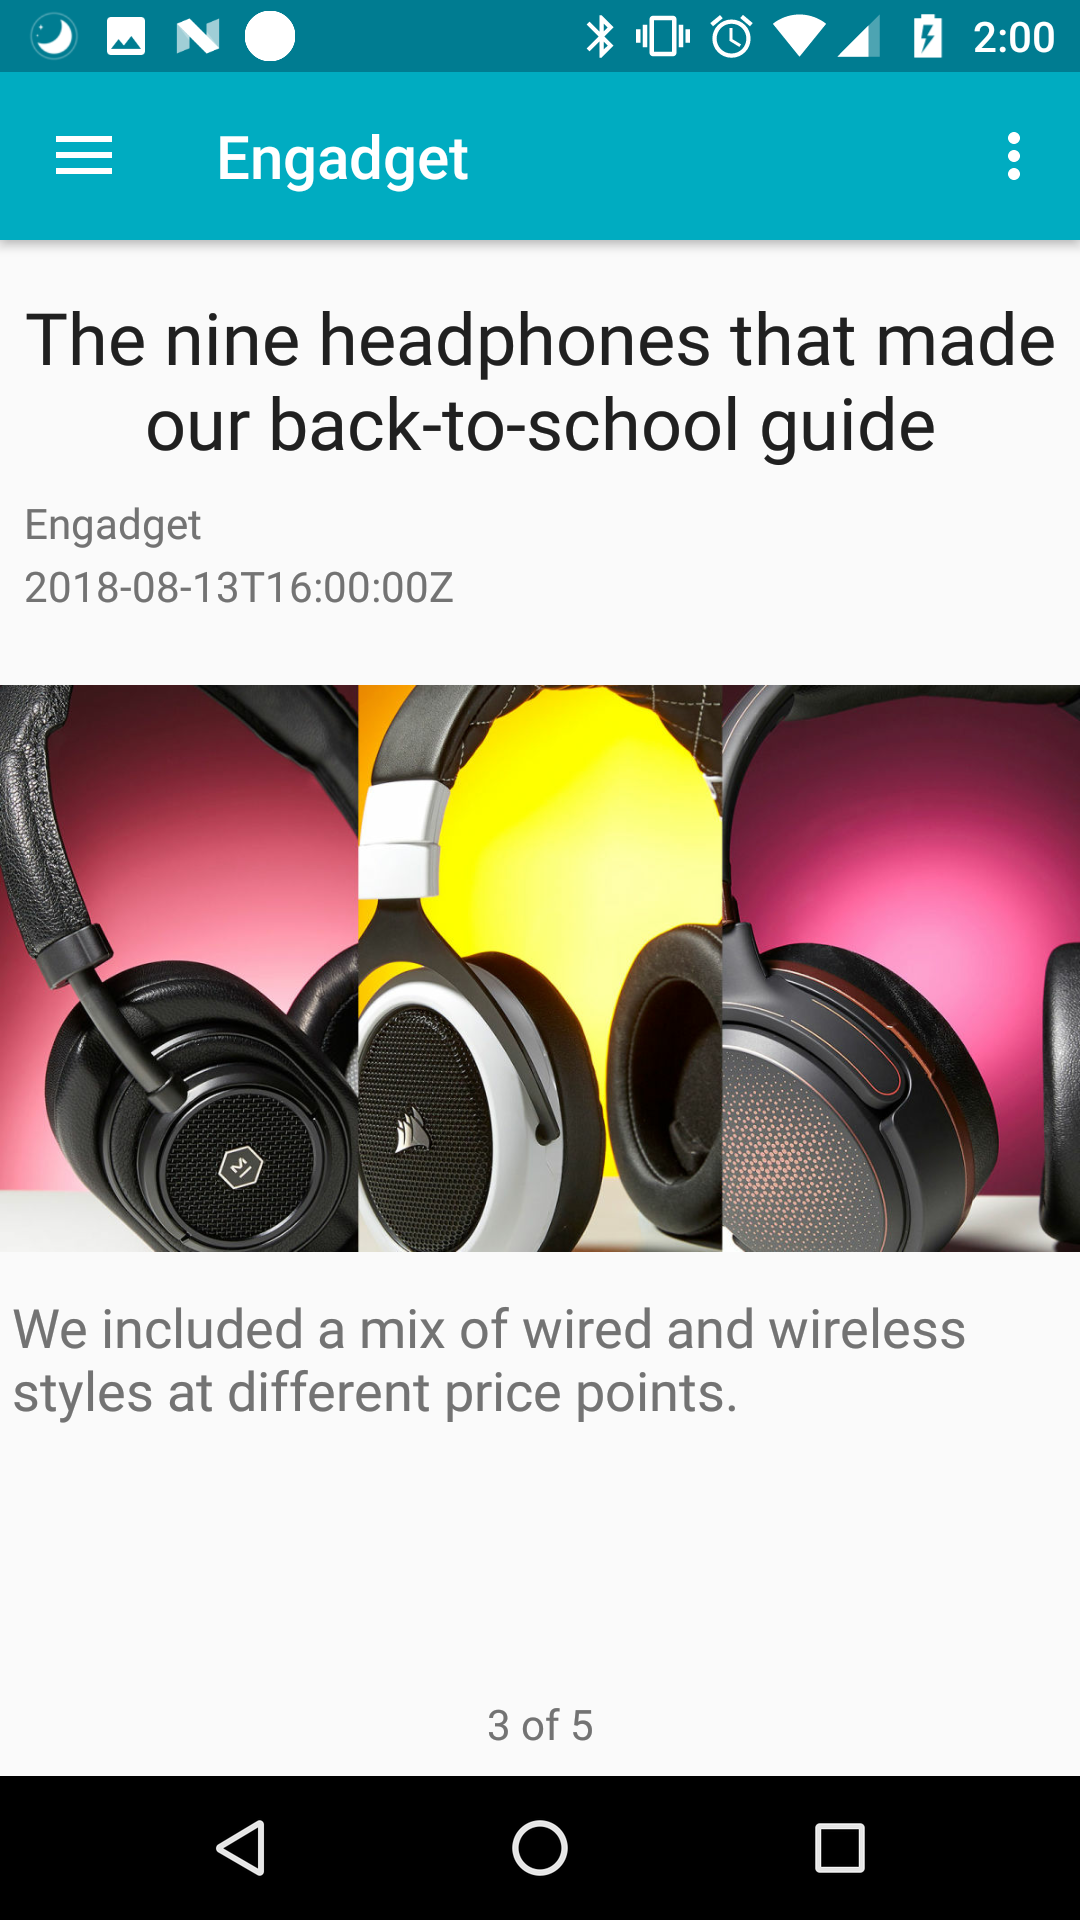 2:00
Engadget
The nine headphones that made
our back-to-school guide
Engadget
2018-08-13T16:00:00Z
We included a mix of wired and wireless
styles at different price points.
3 of 5